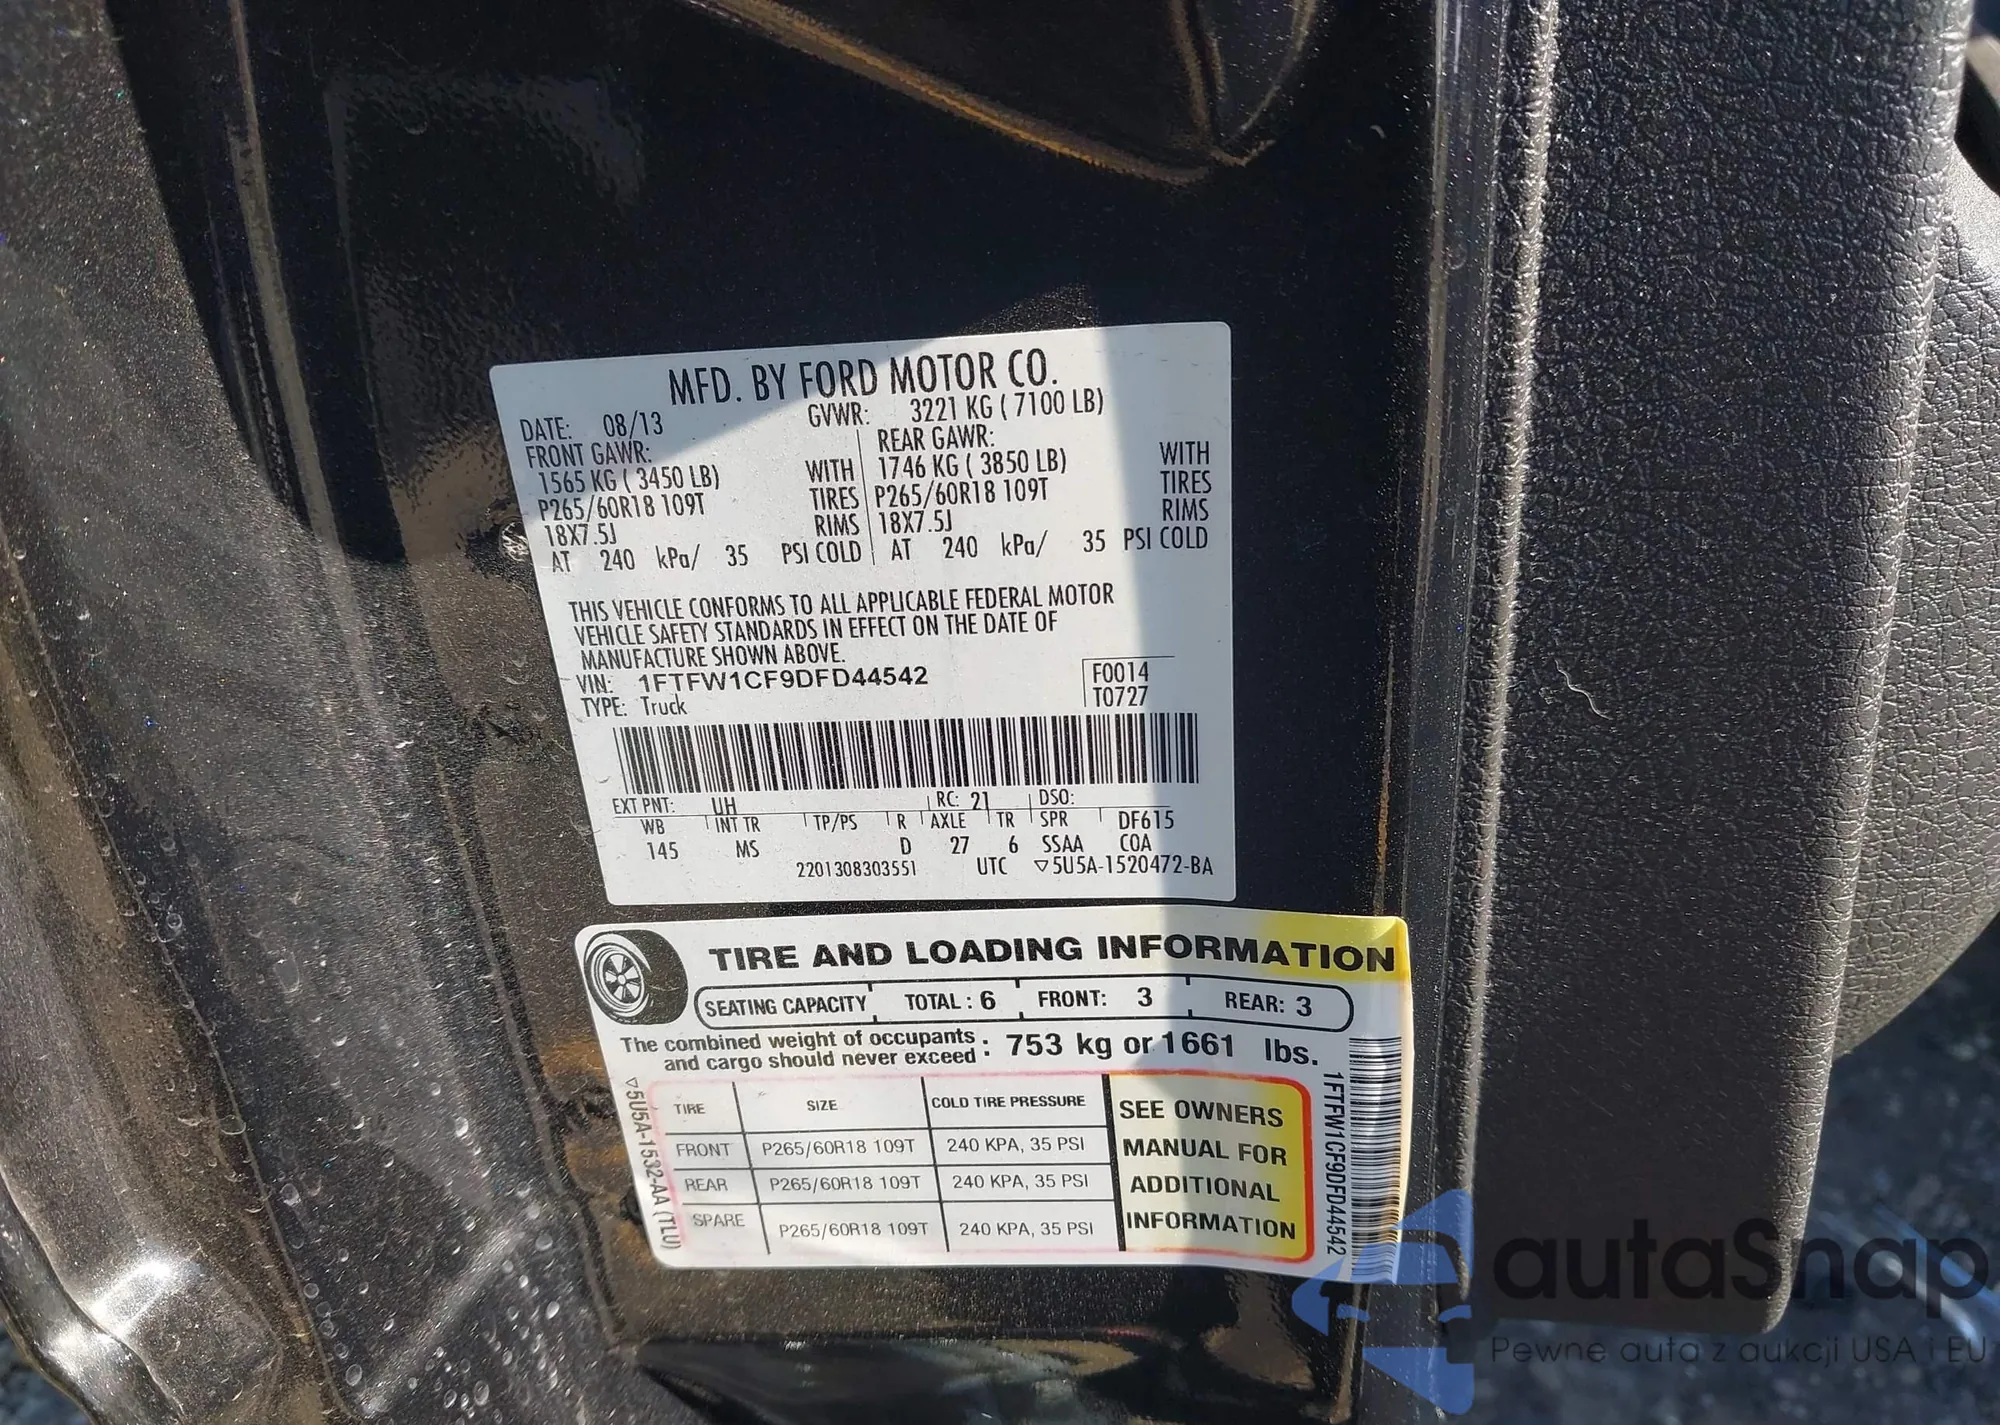 MFD. BY FORD MOTOR CO.
DATE: 08/13 GVWR: 3221 KG ( 7100 LB)
FRONT GAWR: REAR GAWR:
1565 KG ( 3450 LB) WITH 1746 KG ( 3850 LB) WITH
P265/60R18 109T TIRES P265/60R18 109T TIRES
18X7.5J RIMS 18X7.5J RIMS
AT 240 kPa/ 35 PSI COLD AT 240 kPa/ 35 PSI COLD
THIS VEHICLE CONFORMS TO ALL APPLICABLE FEDERAL MOTOR
VEHICLE SAFETY STANDARDS IN EFFECT ON THE DATE OF
MANUFACTURE SHOWN ABOVE.
VIN: 1FTFW1CF9DFD44542 F0014
TYPE: Truck T0727
EXT PNT: UH RC: 21 DSO:
WB INT TR TP/PS R AXLE TR SPR DF615
145 MS D 27 6 SSAA COA
2201308303551 UTC ▽5U5A-1520472-BA
TIRE AND LOADING INFORMATION
SEATING CAPACITY TOTAL : 6 FRONT: 3 REAR: 3
The combined weight of occupants
and cargo should never exceed : 753 kg or 1661 lbs.
TIRE SIZE COLD TIRE PRESSURE
FRONT P265/60R18 109T 240 KPA, 35 PSI
REAR P265/60R18 109T 240 KPA, 35 PSI
SPARE P265/60R18 109T 240 KPA, 35 PSI
SEE OWNERS
MANUAL FOR
ADDITIONAL
INFORMATION
▽5U5A-1532-AA (TLU)
1FTFW1CF9DFD44542
autaSnap
Pewne auta z aukcji USA i EU